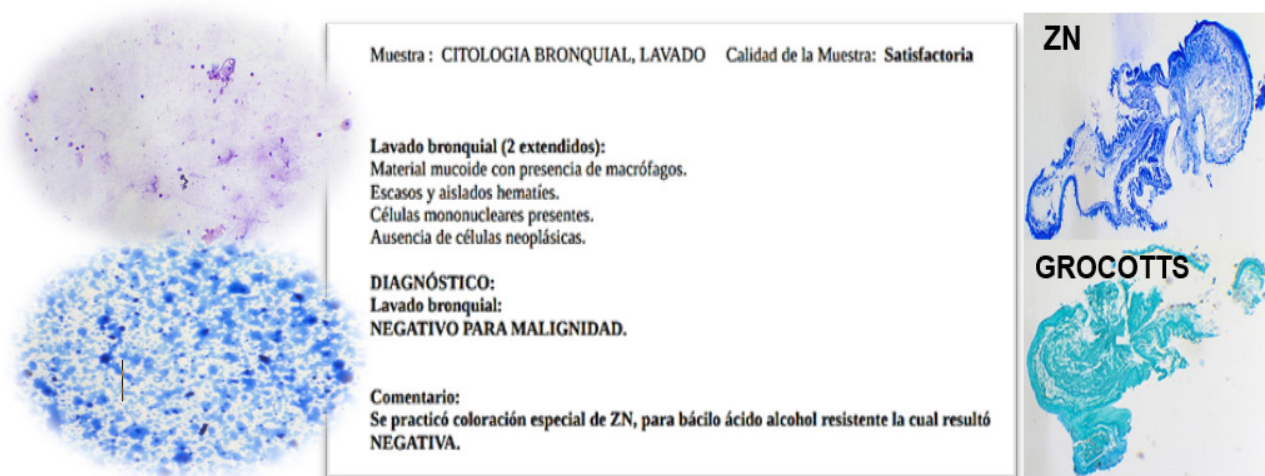 Muestra : CITOLOGIA BRONQUIAL, LAVADO Calidad de la Muestra: Satisfactoria
Lavado bronquial (2 extendidos):
Material mucoide con presencia de macrófagos.
Escasos y aislados hematíes.
Células mononucleares presentes.
Ausencia de células neoplásicas.
DIAGNÓSTICO:
Lavado bronquial:
NEGATIVO PARA MALIGNIDAD.
Comentario:
Se practicó coloración especial de ZN, para bácilo ácido alcohol resistente la cual resultó
NEGATIVA.
ZN
GROCOTTS